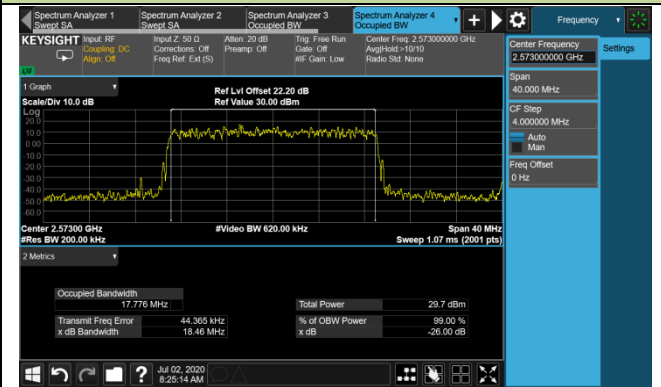 Spectrum Analyzer 1
Swept SA
Spectrum Analyzer 2
Swept SA
Spectrum Analyzer 3
Occupied BW
Spectrum Analyzer 4
Occupied BW
Frequency
KEYSIGHT
Input: RF
Coupling: DC
Align: Off
Input Z: 50 Ω
Corrections: Off
Freq Ref: Ext (S)
Atten: 20 dB
Preamp: Off
Trig: Free Run
Gate: Off
#IF Gain: Low
Center Freq: 2.573000000 GHz
Avg|Hold:>10/10
Radio Std: None
LV
Center Frequency
2.573000000 GHz
Settings
Span
40.000 MHz
CF Step
4.000000 MHz
Auto
Man
Freq Offset
0 Hz
1 Graph
Scale/Div 10.0 dB
Ref Lvl Offset 22.20 dB
Ref Value 30.00 dBm
Log
20.0
10.0
0.00
-10.0
-20.0
-30.0
-40.0
-50.0
-60.0
Center 2.57300 GHz
#Video BW 620.00 kHz
Span 40 MHz
#Res BW 200.00 kHz
Sweep 1.07 ms (2001 pts)
2 Metrics
Occupied Bandwidth
17.776 MHz
Total Power
29.7 dBm
Transmit Freq Error
44.365 kHz
% of OBW Power
99.00 %
x dB Bandwidth
18.46 MHz
x dB
-26.00 dB
?
Jul 02, 2020
8:25:14 AM